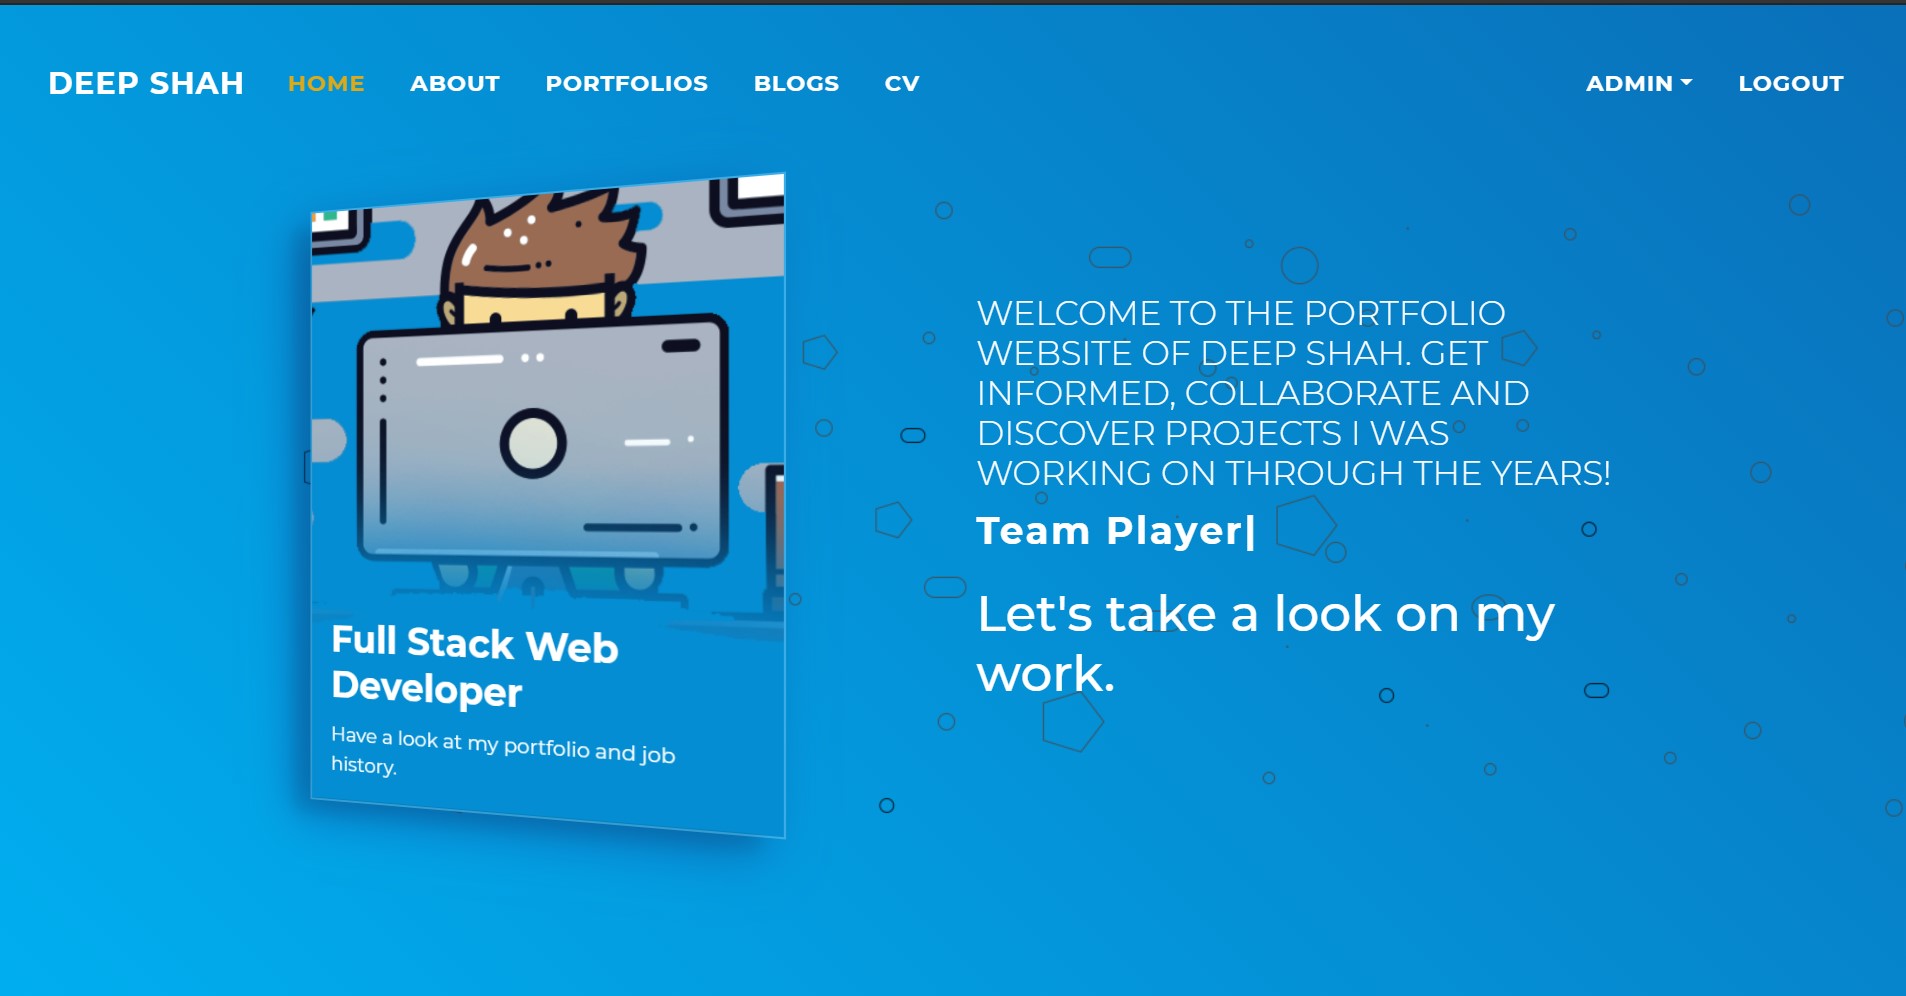 DEEP SHAH HOME ABOUT PORTFOLIOS BLOGS CV ADMIN LOGOUT
Full Stack Web
Developer
Have a look at my portfolio and job
history.
WELCOME TO THE PORTFOLIO
WEBSITE OF DEEP SHAH. GET
INFORMED, COLLABORATE AND
DISCOVER PROJECTS I WAS
WORKING ON THROUGH THE YEARS!
Team Player|
Let's take a look on my
work.